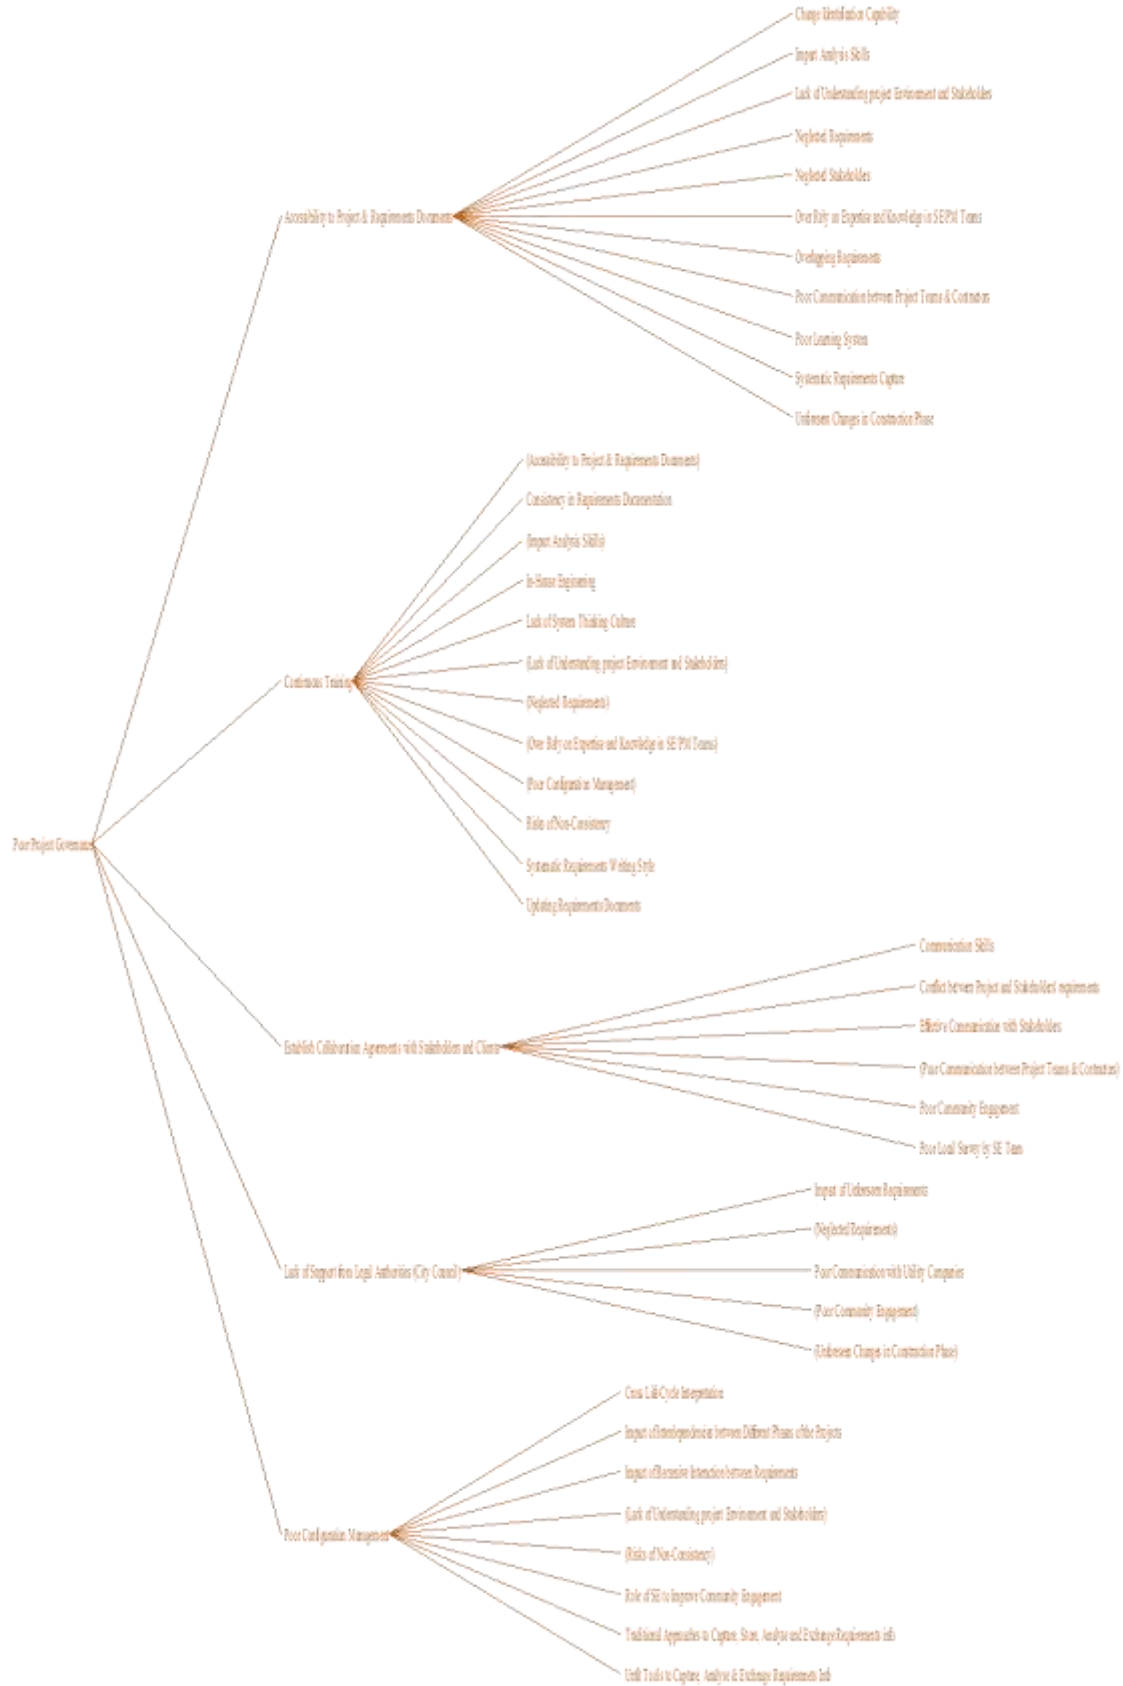 Change Identification Capability
Impact Analysis Skills
Lack of Understanding project Environment and Stakeholders
Neglected Requirements
Neglected Stakeholders
Accessibility to Project & Requirements Documents
Over Rely on Expertise and Knowledge in SE/PM Teams
Overlapping Requirements
Poor Communication between Project Teams & Contractors
Poor Learning System
Systematic Requirements Capture
Unforeseen Changes in Construction Phase
(Accessibility to Project & Requirements Documents)
Consistency in Requirements Documentation
(Impact Analysis Skills)
In-House Engineering
Lack of System Thinking Culture
(Lack of Understanding project Environment and Stakeholders)
Continuous Training
(Neglected Requirements)
(Over Rely on Expertise and Knowledge in SE/PM Teams)
(Poor Configuration Management)
Risks of Non-Consistency
Poor Project Governance
Systematic Requirements Writing Style
Updating Requirements Documents
Communication Skills
Conflict between Project and Stakeholders' requirements
Effective Communication with Stakeholders
Establish Collaboration Agreements with Stakeholders and Clients
(Poor Communication between Project Teams & Contractors)
Poor Community Engagement
Poor Local Survey by SE Team
Impact of Unforeseen Requirements
(Neglected Requirements)
Lack of Support from Legal Authorities (City Council)
Poor Communication with Utility Companies
(Poor Community Engagement)
(Unforeseen Changes in Construction Phase)
Cross Life-Cycle Interpretation
Impact of Interdependencies between Different Phases of the Projects
Impact of Recursive Interaction between Requirements
(Lack of Understanding project Environment and Stakeholders)
Poor Configuration Management
(Risks of Non-Consistency)
Role of SE to Improve Community Engagement
Traditional Approaches to Capture, Store, Analyse and Exchange Requirements info
Unfit Tools to Capture, Analyse & Exchange Requirements Info